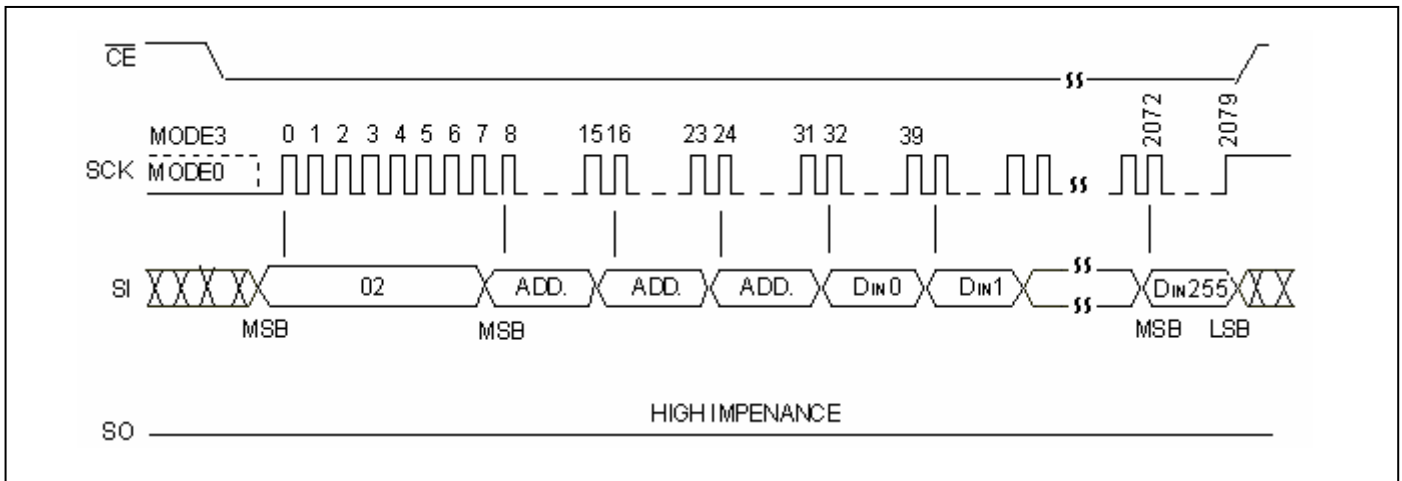 CE
MODE3 0 1 2 3 4 5 6 7 8 15 16 23 24 31 32 39 2072 2079
SCK MODE0
SI 02 ADD. ADD. ADD. DIN0 DIN1 DIN255
MSB MSB MSB LSB
HIGH IMPENANCE
SO